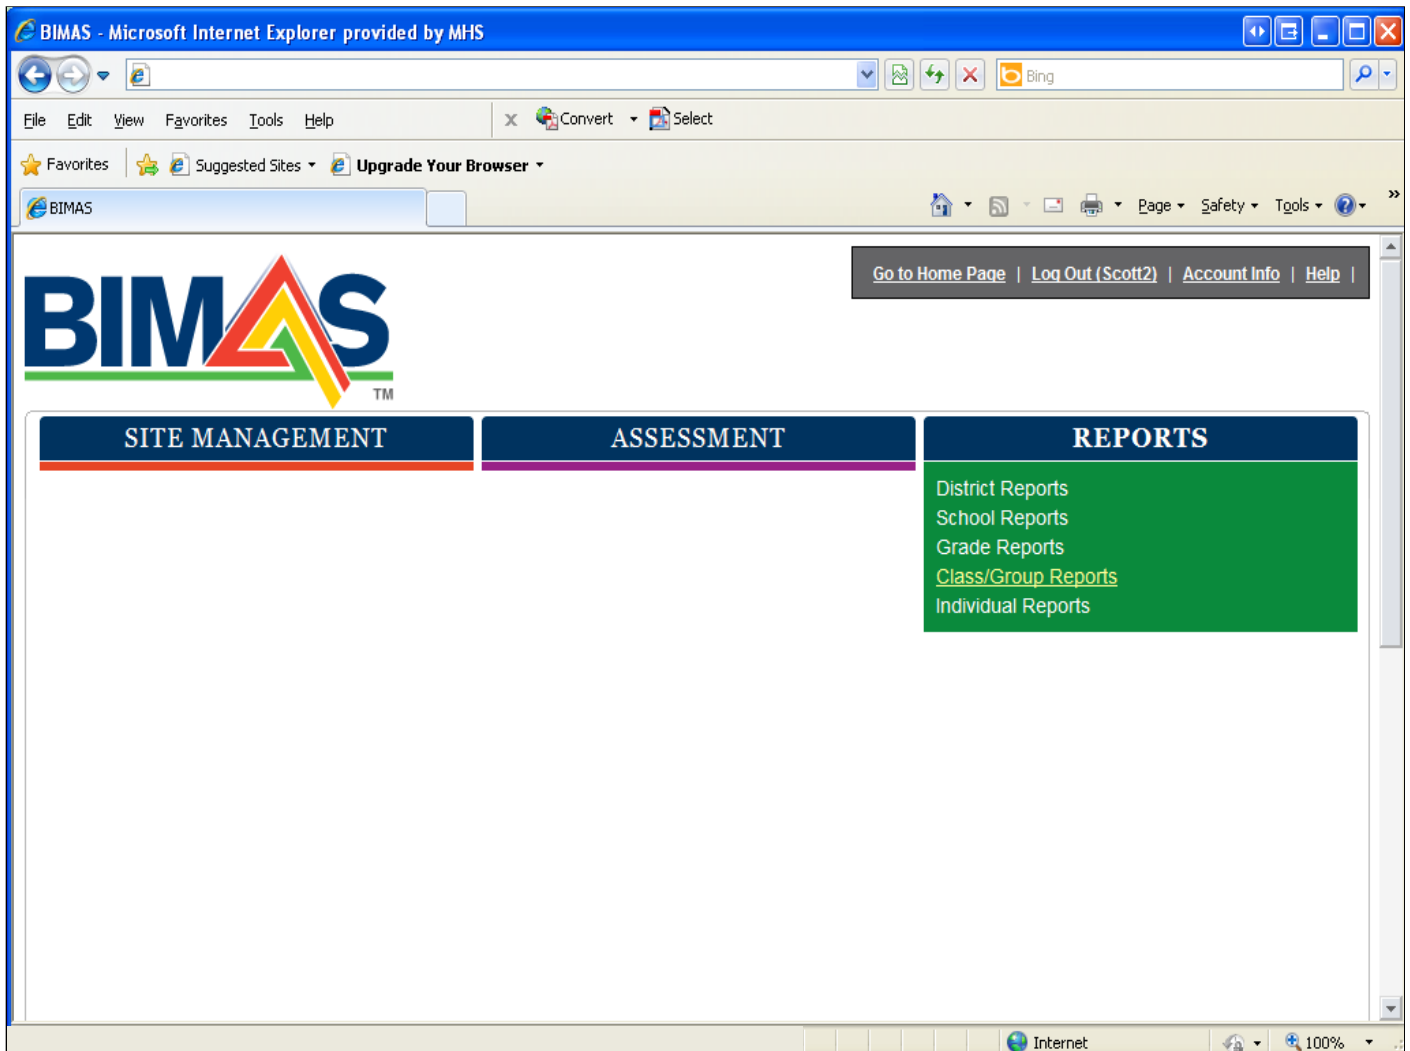 BIMAS - Microsoft Internet Explorer provided by MHS
Bing
File Edit View Favorites Tools Help x Convert Select
Favorites Suggested Sites Upgrade Your Browser
BIMAS Page Safety Tools »
Go to Home Page | Log Out (Scott2) | Account Info | Help |
BIMAS
TM
SITE MANAGEMENT ASSESSMENT REPORTS
District Reports
School Reports
Grade Reports
Class/Group Reports
Individual Reports
Internet 100%